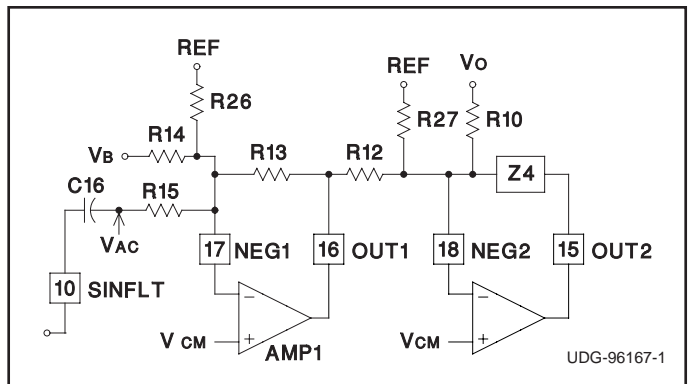 REF
R26
REF
VO
R27
R10
R14
VB
R13
R12
Z4
C16
R15
VAC
17 NEG1
16 OUT1
18 NEG2
15 OUT2
10 SINFLT
−
+
VCM
AMP1
−
+
VCM
UDG-96167-1